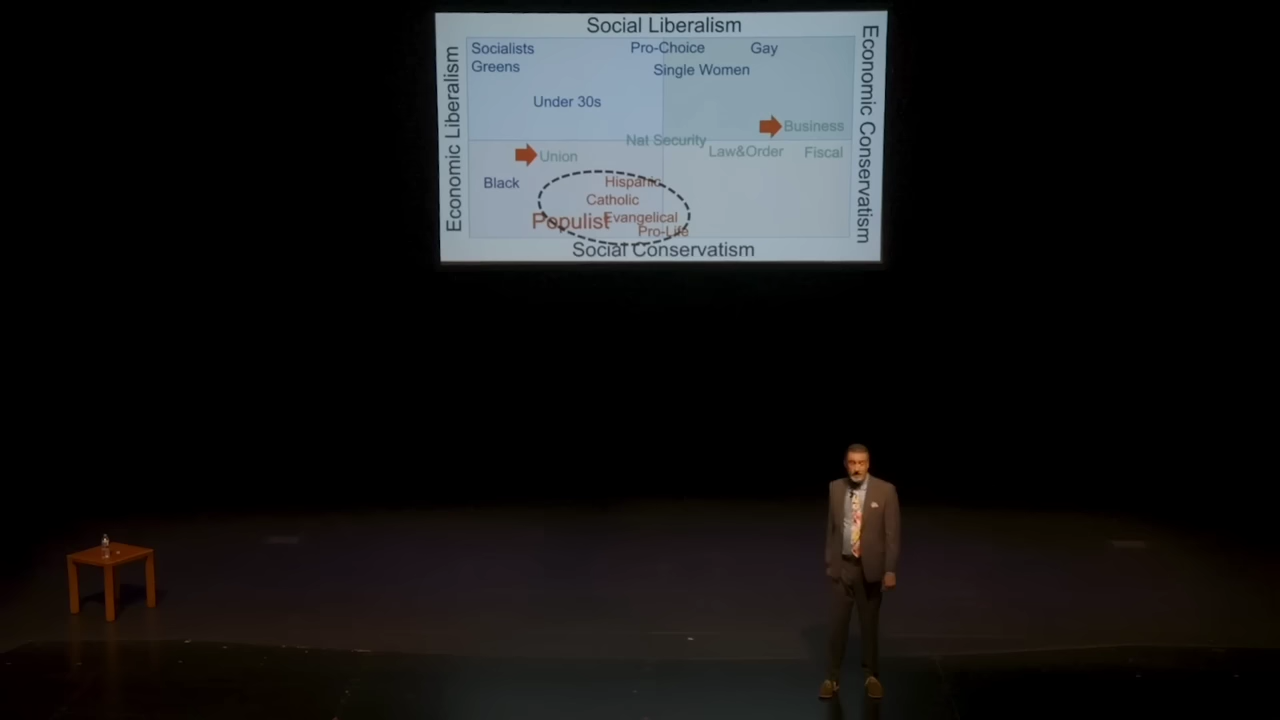 Social Liberalism
Economic Liberalism
Economic Conservatism
Socialists
Pro-Choice
Gay
Greens
Single Women
Under 30s
Business
Nat Security
Law&Order
Fiscal
Union
Black
Hispanic
Catholic
Populist
Evangelical
Pro-Life
Social Conservatism